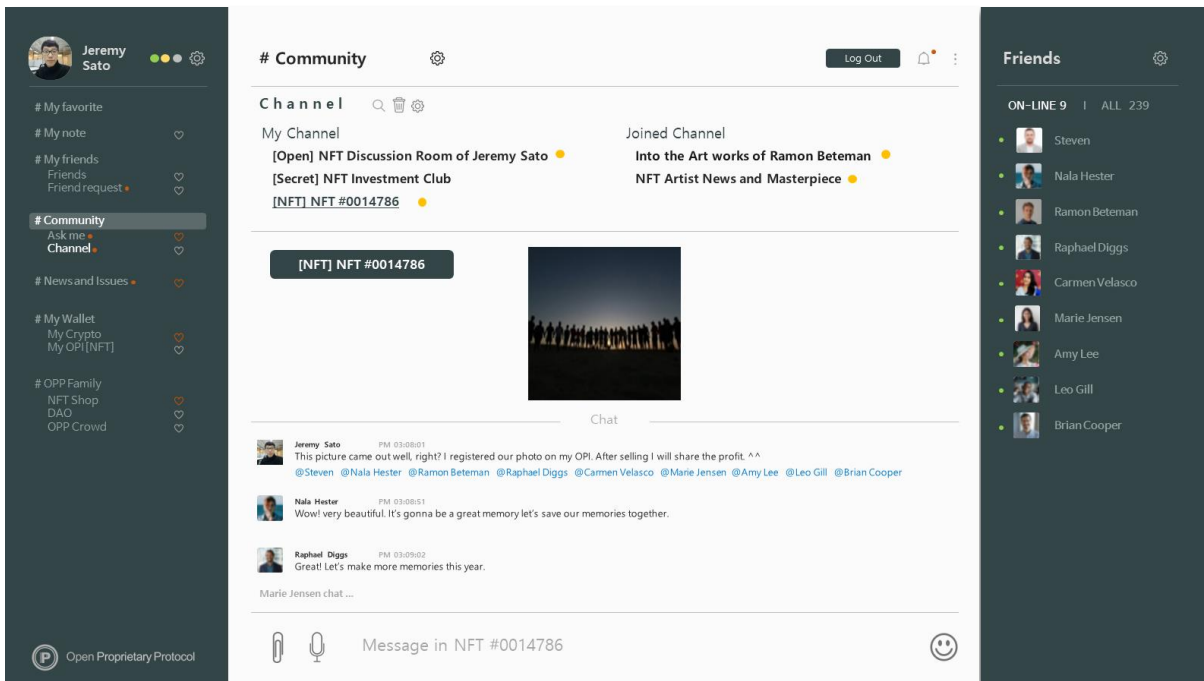 Jeremy
Sato
# My favorite
# My note
# My friends
Friends
Friend request
# Community
Ask me
Channel
# News and Issues
# My Wallet
My Crypto
My OPI [NFT]
# OPP Family
NFT Shop
DAO
OPP Crowd
P Open Proprietary Protocol
# Community
Log Out
Channel
My Channel
[Open] NFT Discussion Room of Jeremy Sato
[Secret] NFT Investment Club
[NFT] NFT #0014786
Joined Channel
Into the Art works of Ramon Beteman
NFT Artist News and Masterpiece
[NFT] NFT #0014786
Chat
Jeremy Sato PM 03:08:01
This picture came out well, right? I registered our photo on my OPI. After selling I will share the profit. ^^
@Steven @Nala Hester @Ramon Beteman @Raphael Diggs @Carmen Velasco @Marie Jensen @Amy Lee @Leo Gill @Brian Cooper
Nala Hester PM 03:08:51
Wow! very beautiful. It's gonna be a great memory let's save our memories together.
Raphael Diggs PM 03:09:02
Great! Let's make more memories this year.
Marie Jensen chat ...
Message in NFT #0014786
Friends
ON-LINE 9 | ALL 239
Steven
Nala Hester
Ramon Beteman
Raphael Diggs
Carmen Velasco
Marie Jensen
Amy Lee
Leo Gill
Brian Cooper